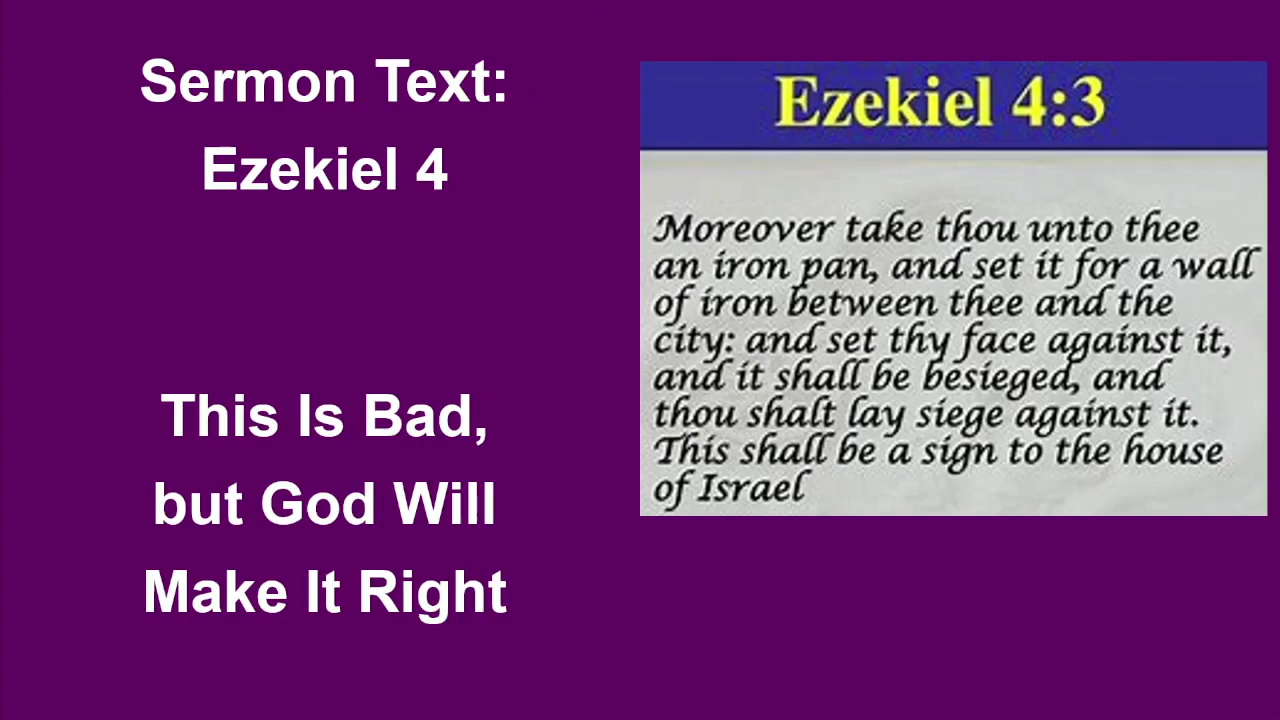 Sermon Text:
Ezekiel 4
This Is Bad,
but God Will
Make It Right
Ezekiel 4:3
Moreover take thou unto thee
an iron pan, and set it for a wall
of iron between thee and the
city: and set thy face against it,
and it shall be besieged, and
thou shalt lay siege against it.
This shall be a sign to the house
of Israel